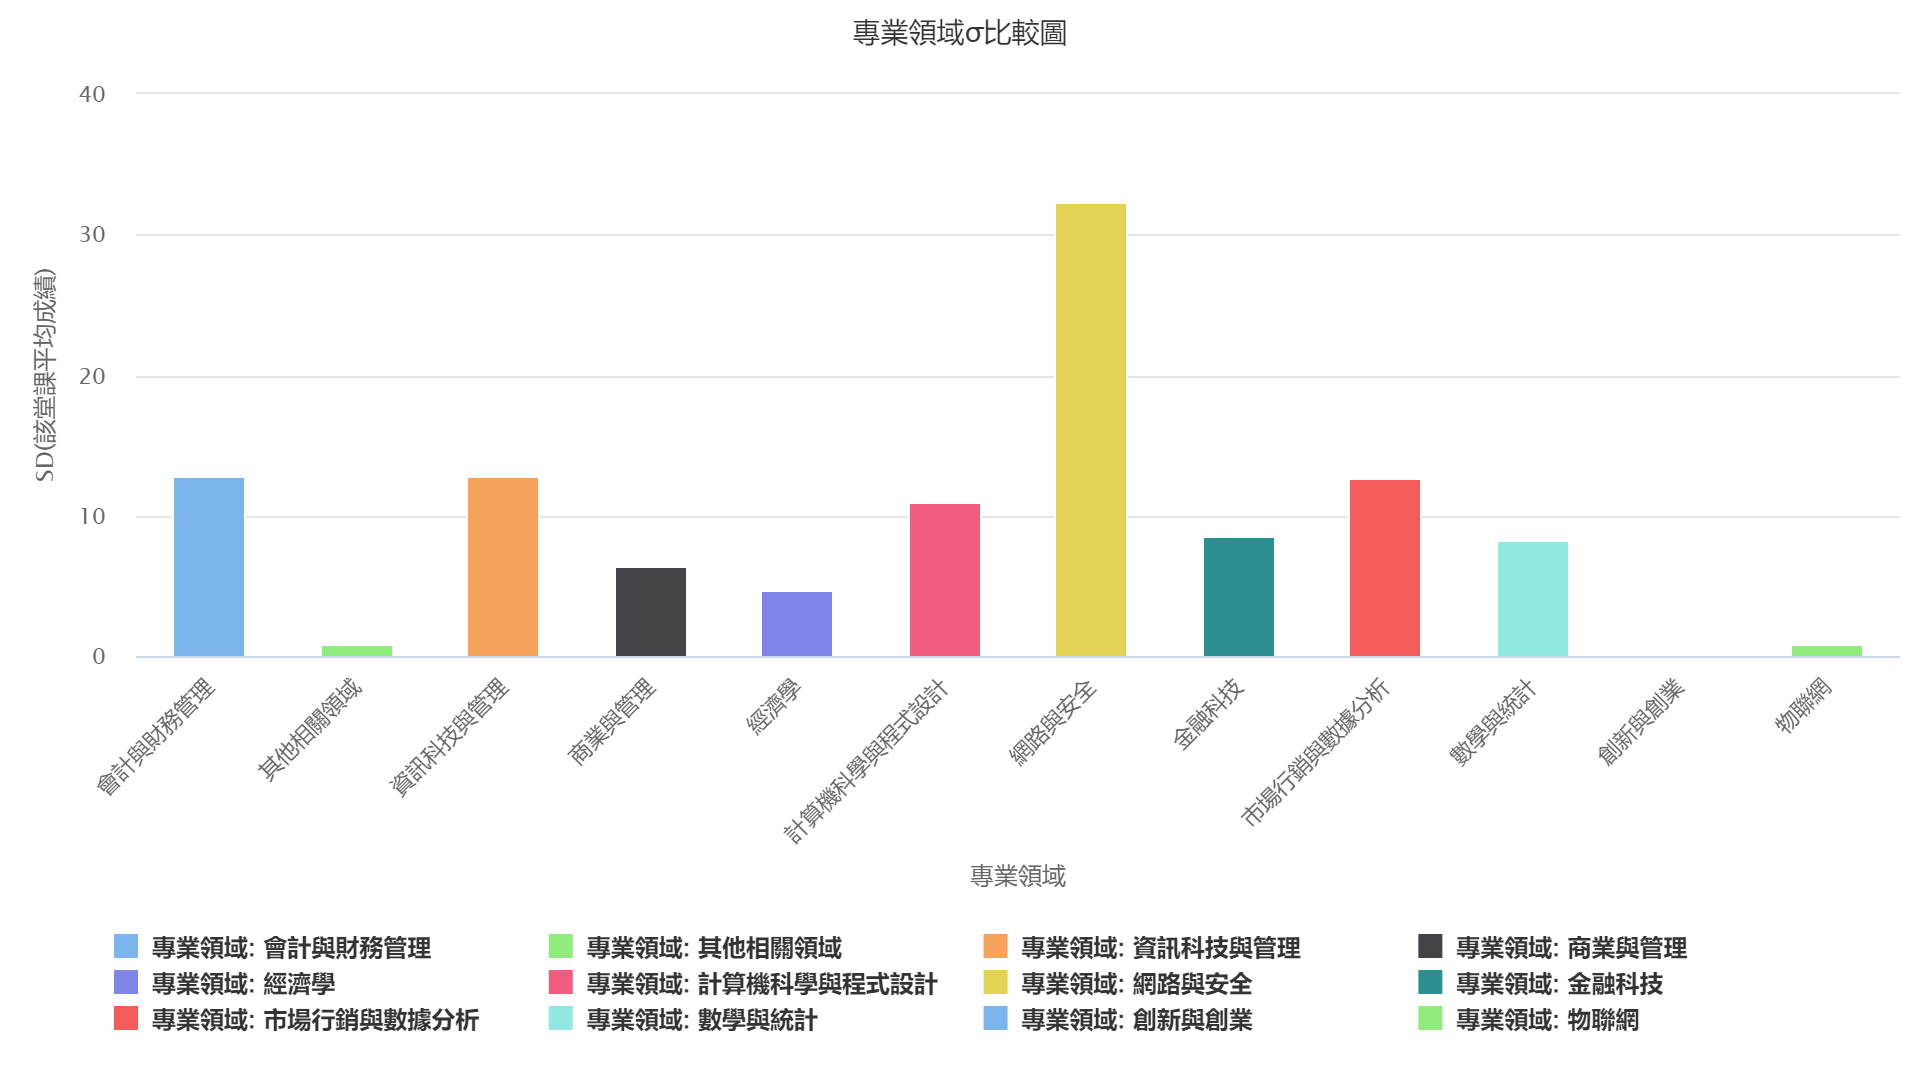 專業領域σ比較圖
40
30
20
10
0
SD(該堂課平均成績)
會計與財務管理
其他相關領域
資訊科技與管理
商業與管理
經濟學
計算機科學與程式設計
網路與安全
金融科技
市場行銷與數據分析
數學與統計
創新與創業
物聯網
專業領域
專業領域: 會計與財務管理
專業領域: 其他相關領域
專業領域: 資訊科技與管理
專業領域: 商業與管理
專業領域: 經濟學
專業領域: 計算機科學與程式設計
專業領域: 網路與安全
專業領域: 金融科技
專業領域: 市場行銷與數據分析
專業領域: 數學與統計
專業領域: 創新與創業
專業領域: 物聯網